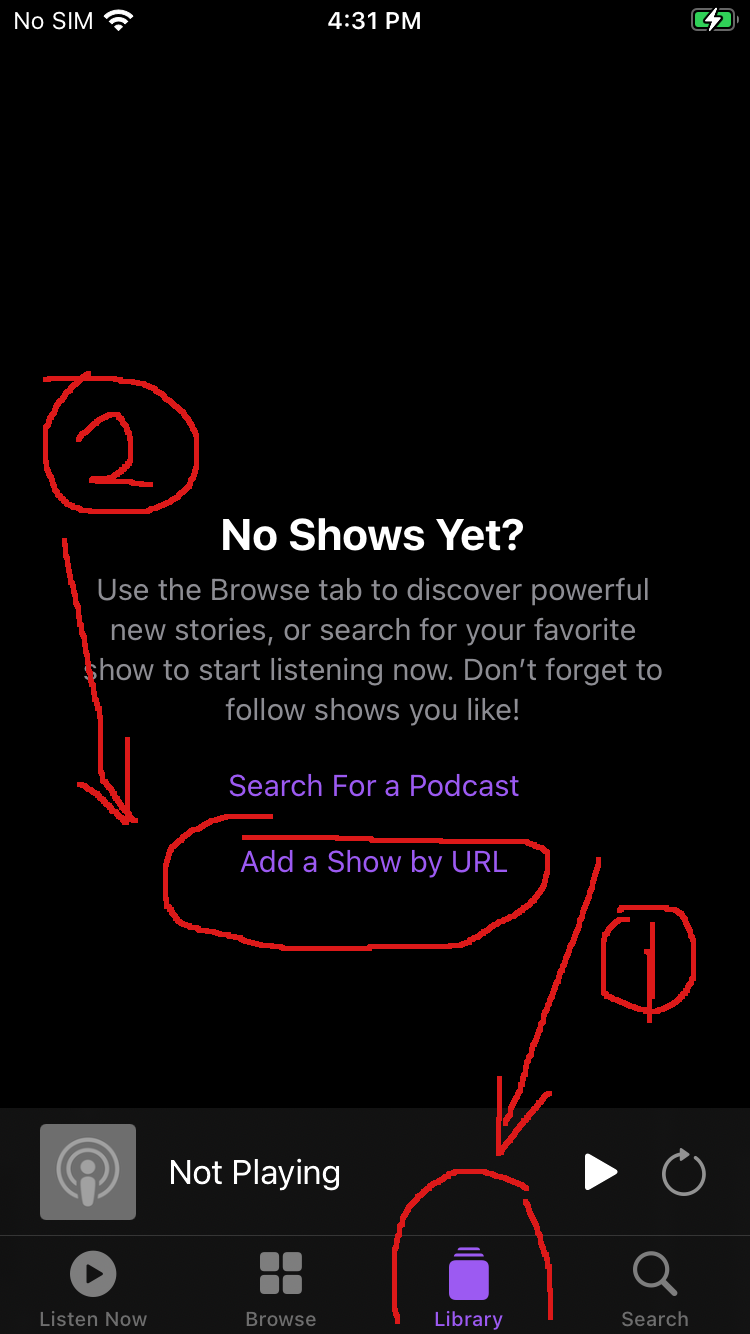 No SIM 4:31 PM
2
No Shows Yet?
Use the Browse tab to discover powerful
new stories, or search for your favorite
show to start listening now. Don’t forget to
follow shows you like!
Search For a Podcast
Add a Show by URL
1
Not Playing
Listen Now Browse Library Search